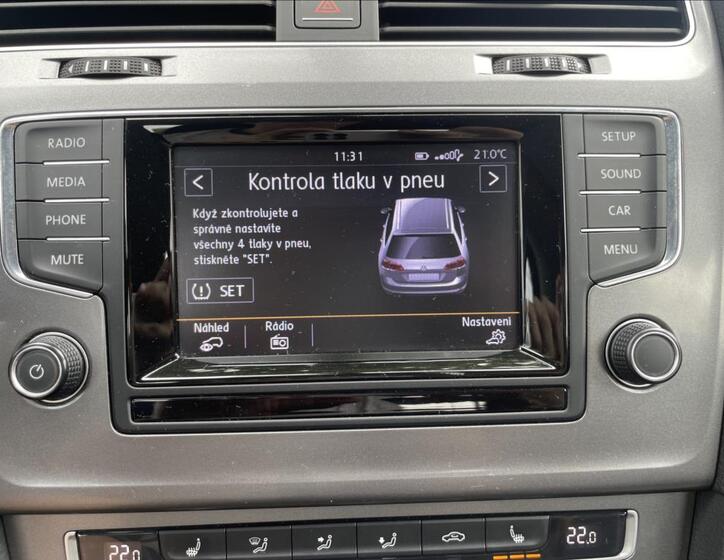 RADIO
MEDIA
PHONE
MUTE
11:31 21.0°C
< Kontrola tlaku v pneu >
Když zkontrolujete a
správně nastavíte
všechny 4 tlaky v pneu,
stiskněte "SET".
(!) SET
Náhled Rádio Nastavení
SETUP
SOUND
CAR
MENU
22.0 22.0